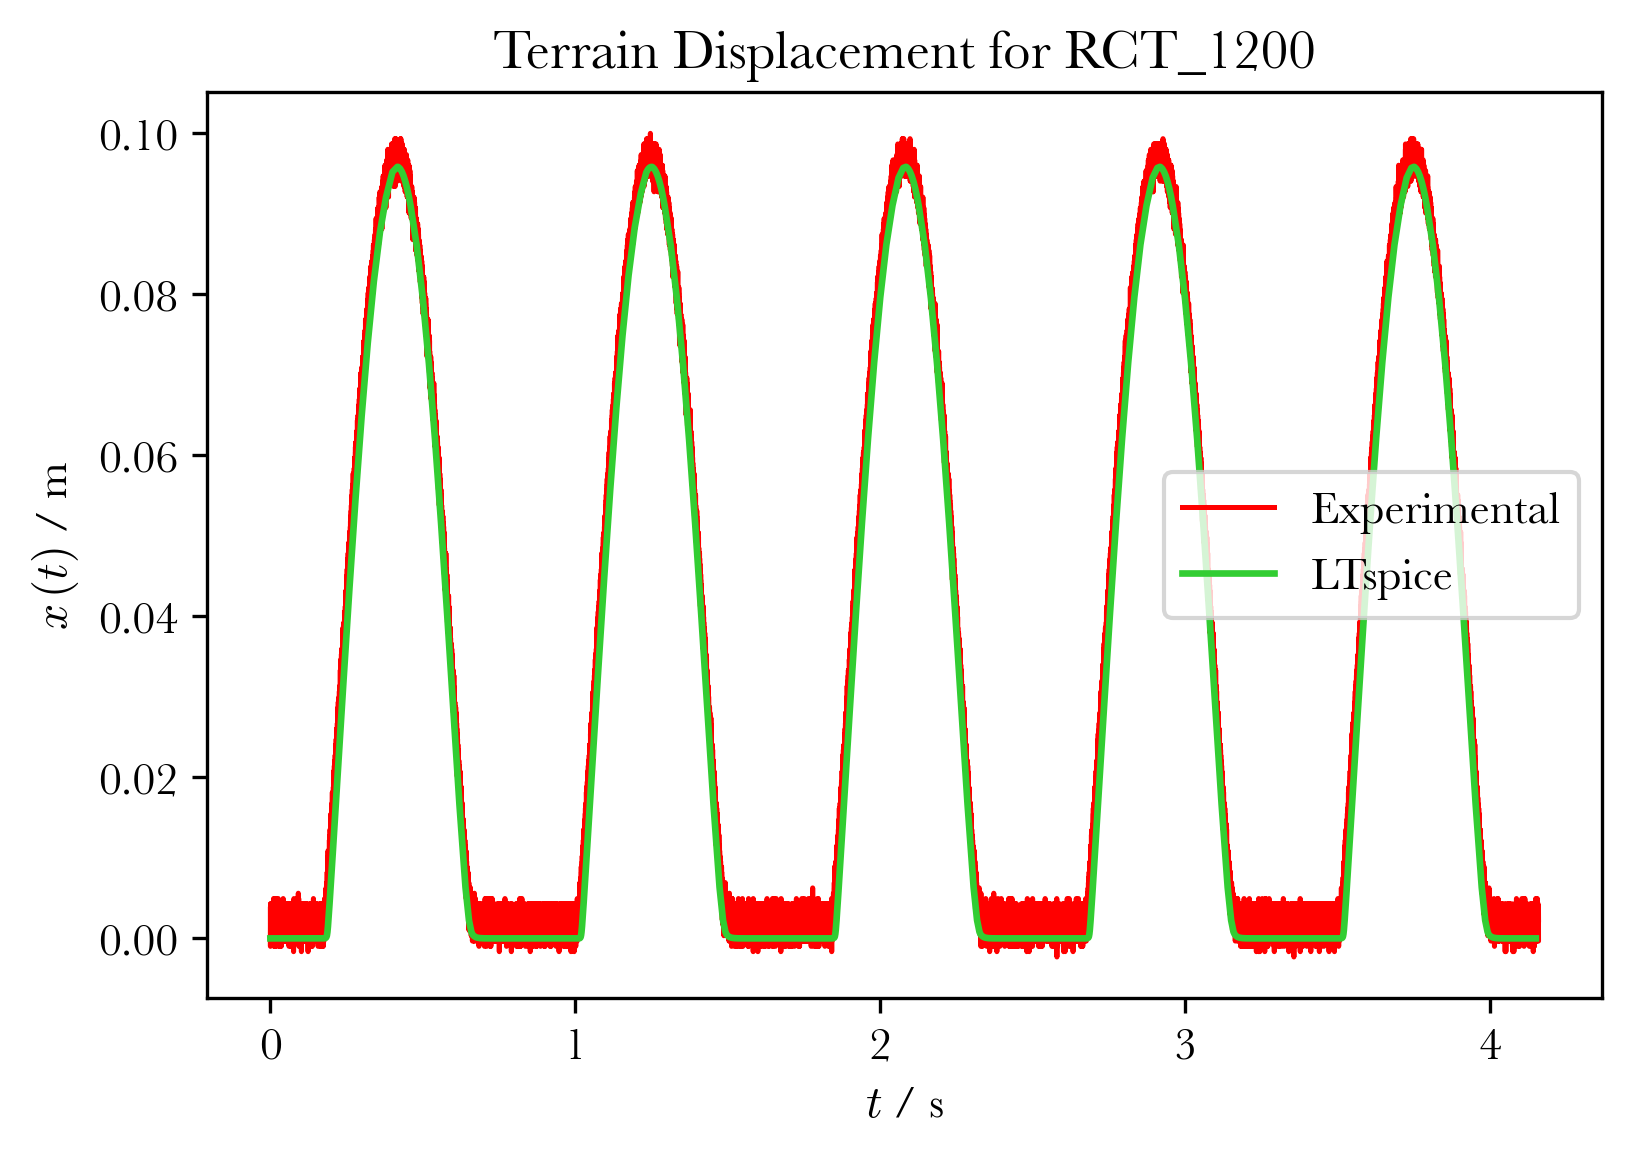 Terrain Displacement for RCT_1200
0.10
0.08
0.06
0.04
0.02
0.00
x (t) / m
Experimental
LTspice
0 1 2 3 4
t / s